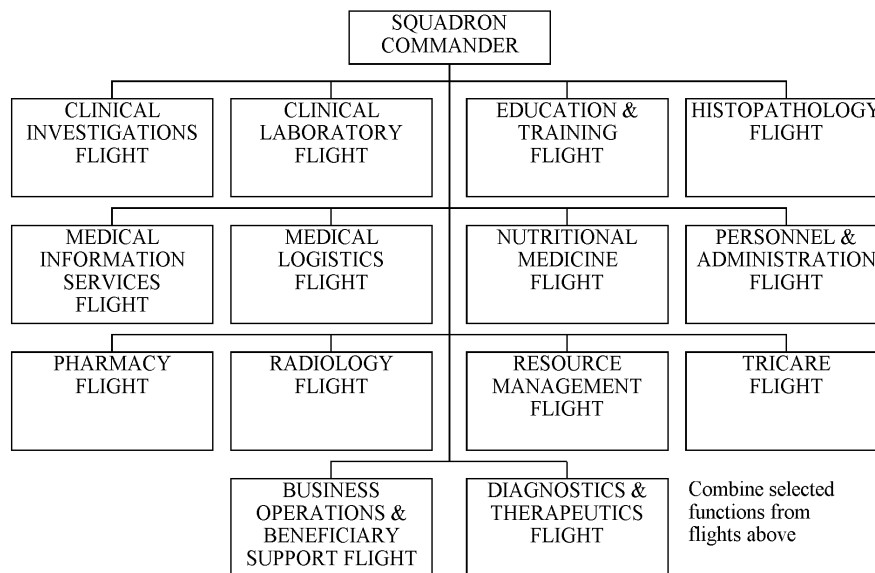 SQUADRON
COMMANDER
CLINICAL
INVESTIGATIONS
FLIGHT
CLINICAL
LABORATORY
FLIGHT
EDUCATION &
TRAINING
FLIGHT
HISTOPATHOLOGY
FLIGHT
MEDICAL
INFORMATION
SERVICES
FLIGHT
MEDICAL
LOGISTICS
FLIGHT
NUTRITIONAL
MEDICINE
FLIGHT
PERSONNEL &
ADMINISTRATION
FLIGHT
PHARMACY
FLIGHT
RADIOLOGY
FLIGHT
RESOURCE
MANAGEMENT
FLIGHT
TRICARE
FLIGHT
BUSINESS
OPERATIONS &
BENEFICIARY
SUPPORT FLIGHT
DIAGNOSTICS &
THERAPEUTICS
FLIGHT
Combine selected
functions from
flights above